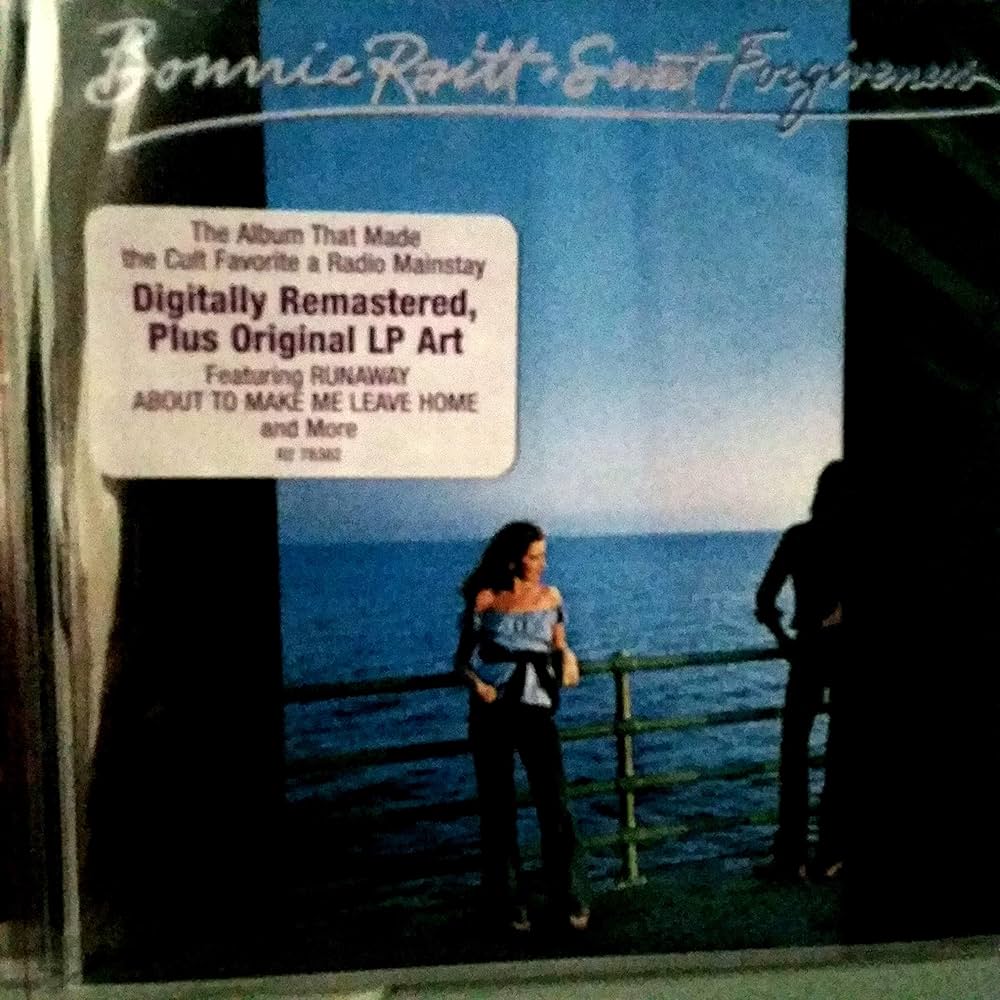 Bonnie Raitt • Sweet Forgiveness
The Album That Made
the Cult Favorite a Radio Mainstay
Digitally Remastered,
Plus Original LP Art
Featuring RUNAWAY
ABOUT TO MAKE ME LEAVE HOME
and More